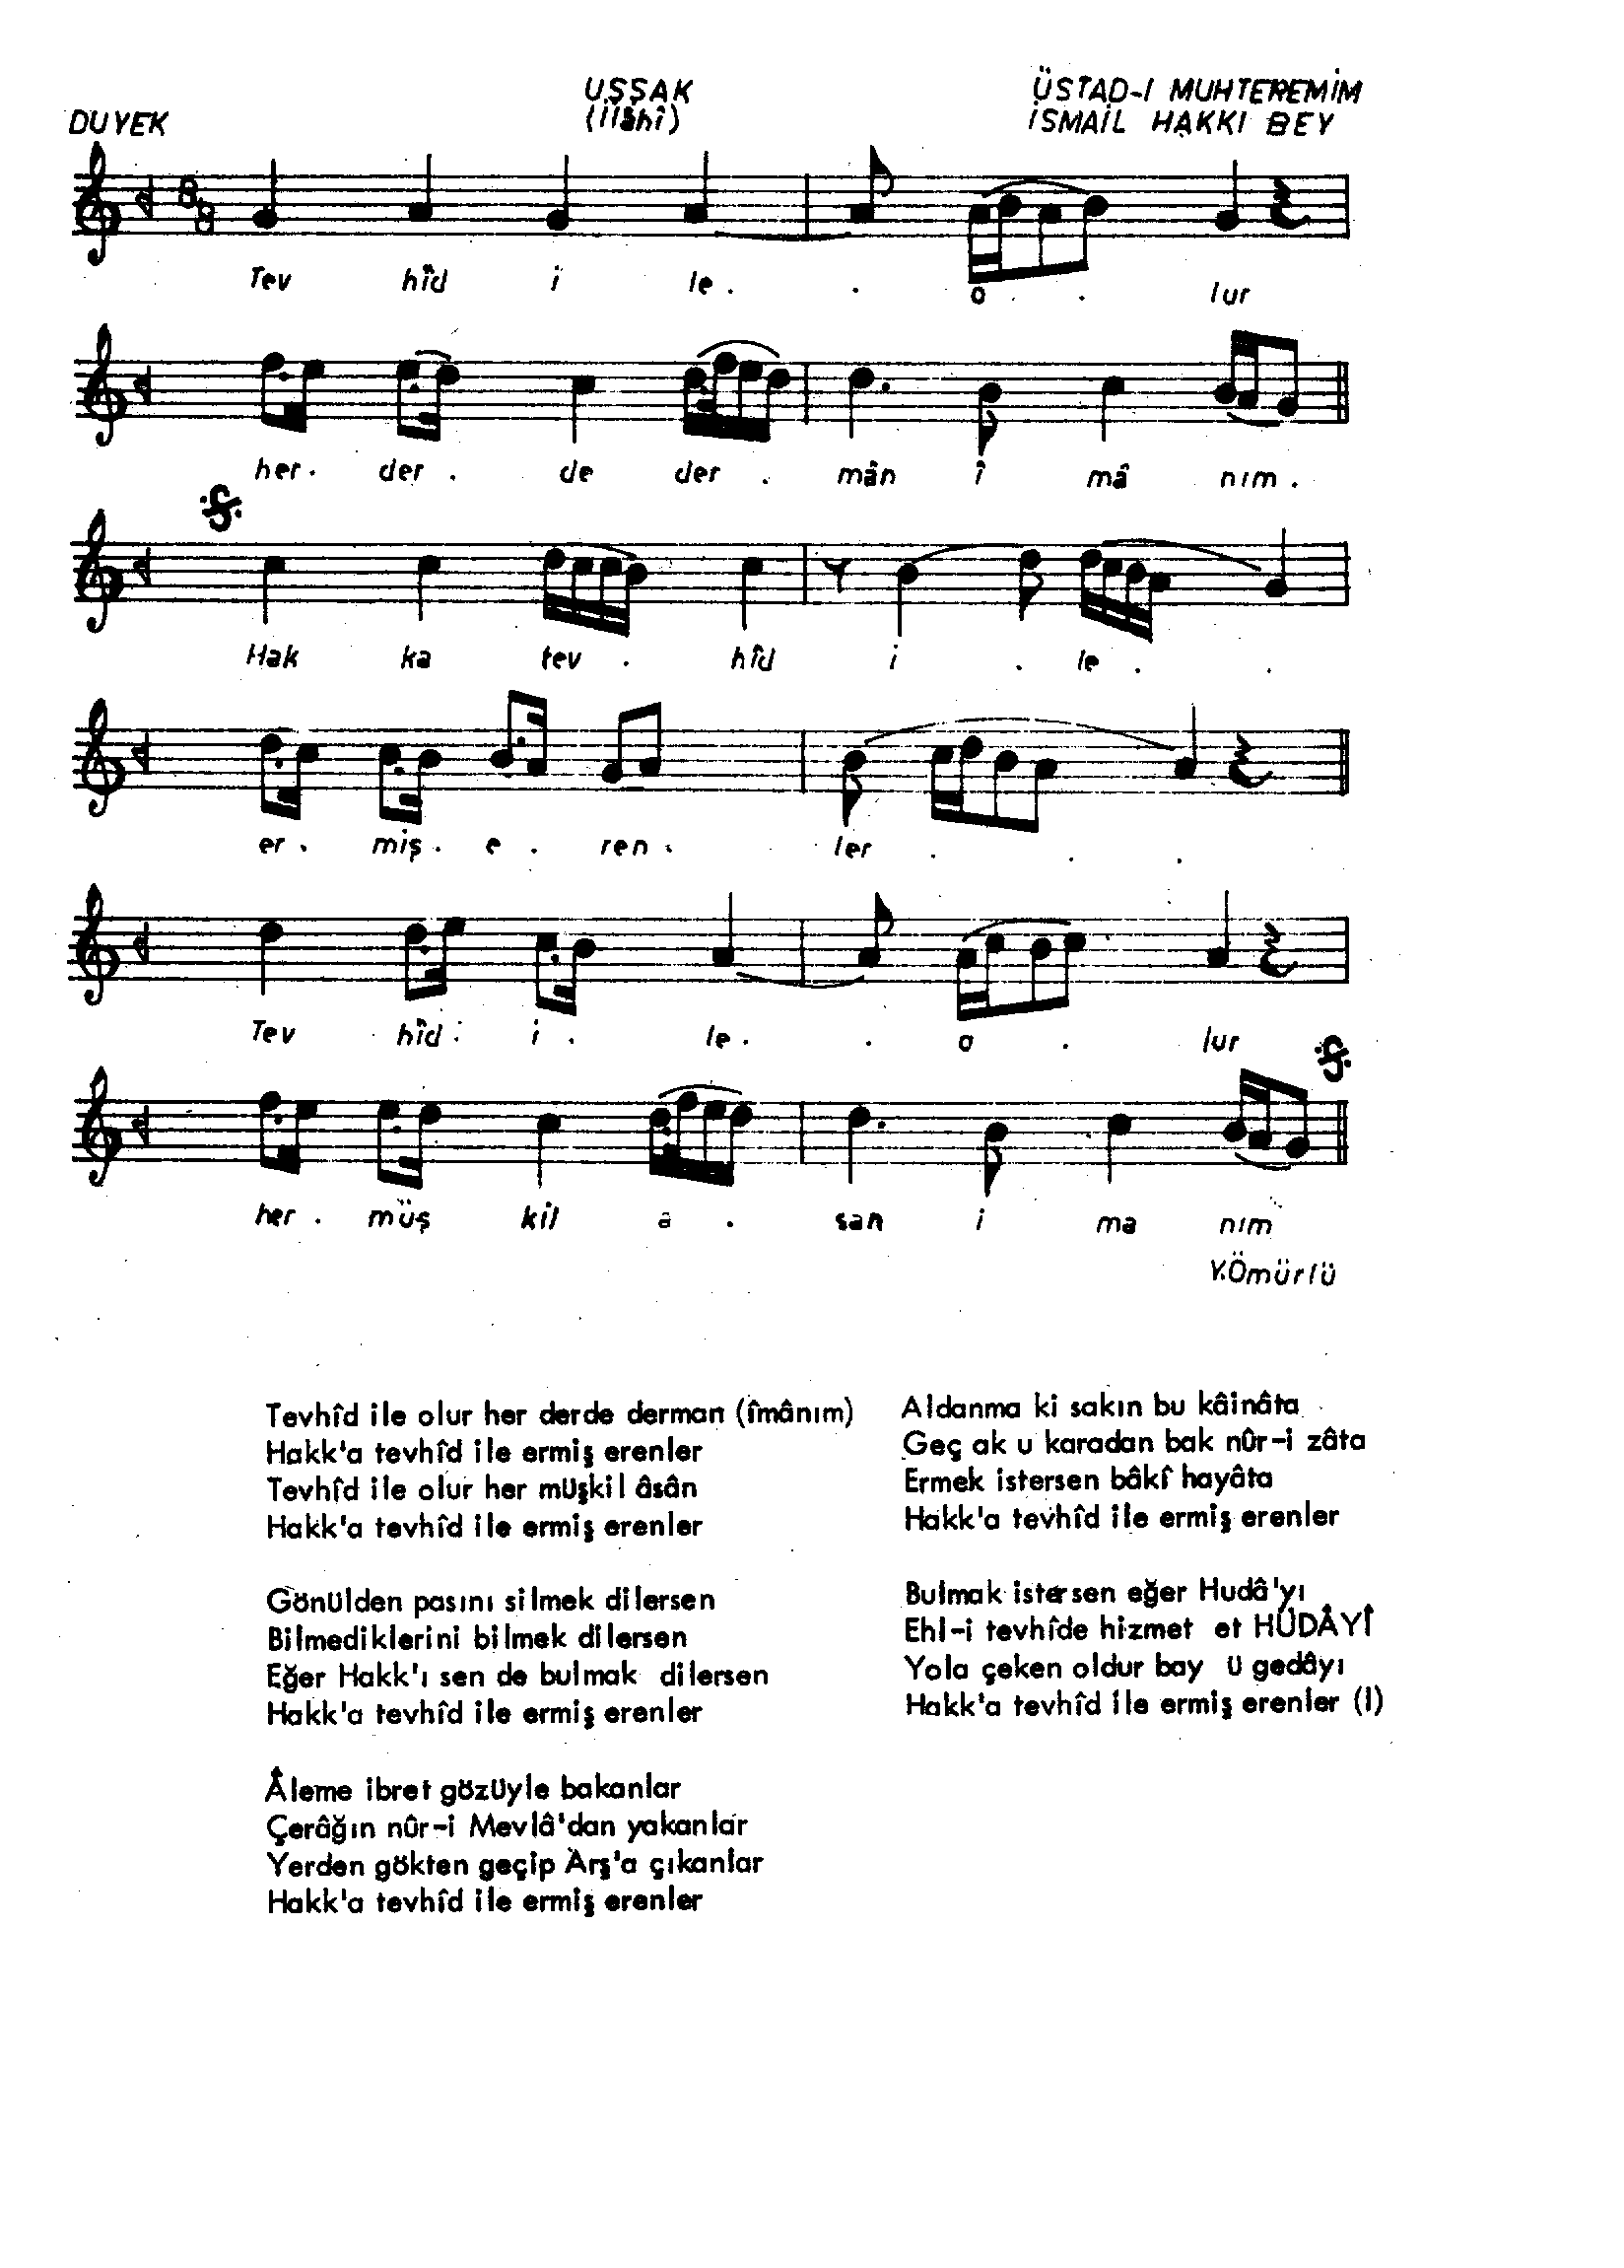 DUYEK
UŞŞAK
(İlâhî)
ÜSTAD-I MUHTEREMİM
İSMAİL HAKKI BEY
8
8
Tev hîd i le . . o . . lur
her . der . de der . mân î mâ nım .
Hak ka tev . hîd i . le . .
er . miş . e . ren . ler . . .
Tev hîd . i . le . . o . lur
her . müş kil a . san i ma nım
Y.Ömürlü
Tevhîd ile olur her derde derman (îmânım)
Hakk'a tevhîd ile ermiş erenler
Tevhîd ile olur her müşkil âsân
Hakk'a tevhîd ile ermiş erenler
Gönülden pasını silmek dilersen
Bilmediklerini bilmek dilersen
Eğer Hakk'ı sen de bulmak dilersen
Hakk'a tevhîd ile ermiş erenler
Âleme ibret gözüyle bakanlar
Çerâğın nûr-i Mevlâ'dan yakanlar
Yerden gökten geçip Arş'a çıkanlar
Hakk'a tevhîd ile ermiş erenler
Aldanma ki sakın bu kâinâta
Geç ak u karadan bak nûr-i zâta
Ermek istersen bâkî hayâta
Hakk'a tevhîd ile ermiş erenler
Bulmak istersen eğer Hudâ'yı
Ehl-i tevhîde hizmet et HÜDÂYÎ
Yola çeken oldur bay ü gedâyı
Hakk'a tevhîd ile ermiş erenler (I)